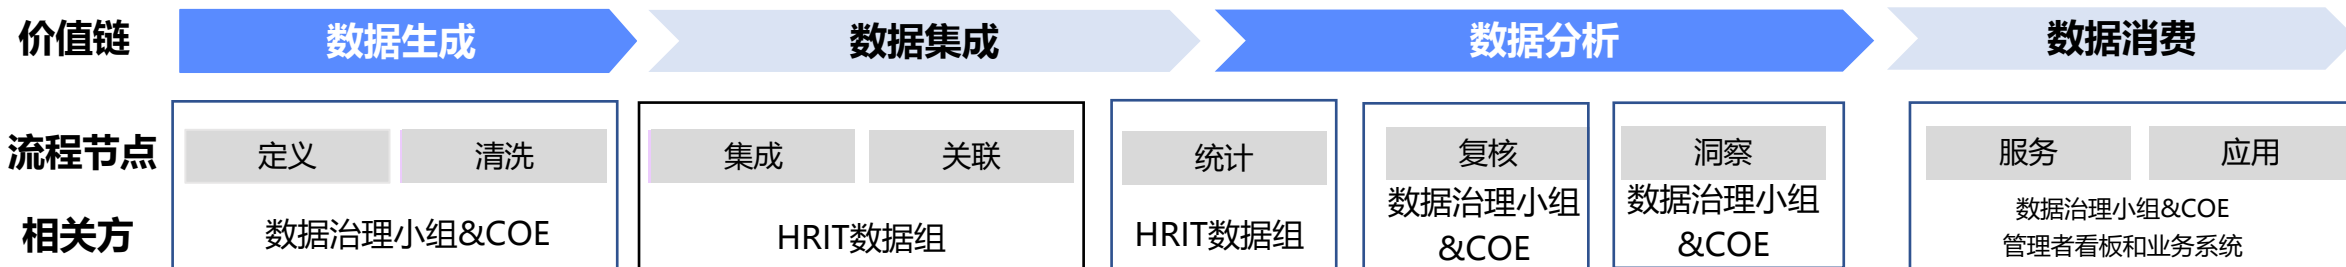 价值链
数据生成
数据集成
数据分析
数据消费
流程节点
定义
清洗
集成
关联
统计
复核
洞察
服务
应用
相关方
数据治理小组&COE
HRIT数据组
HRIT数据组
数据治理小组
&COE
数据治理小组
&COE
数据治理小组&COE
管理者看板和业务系统